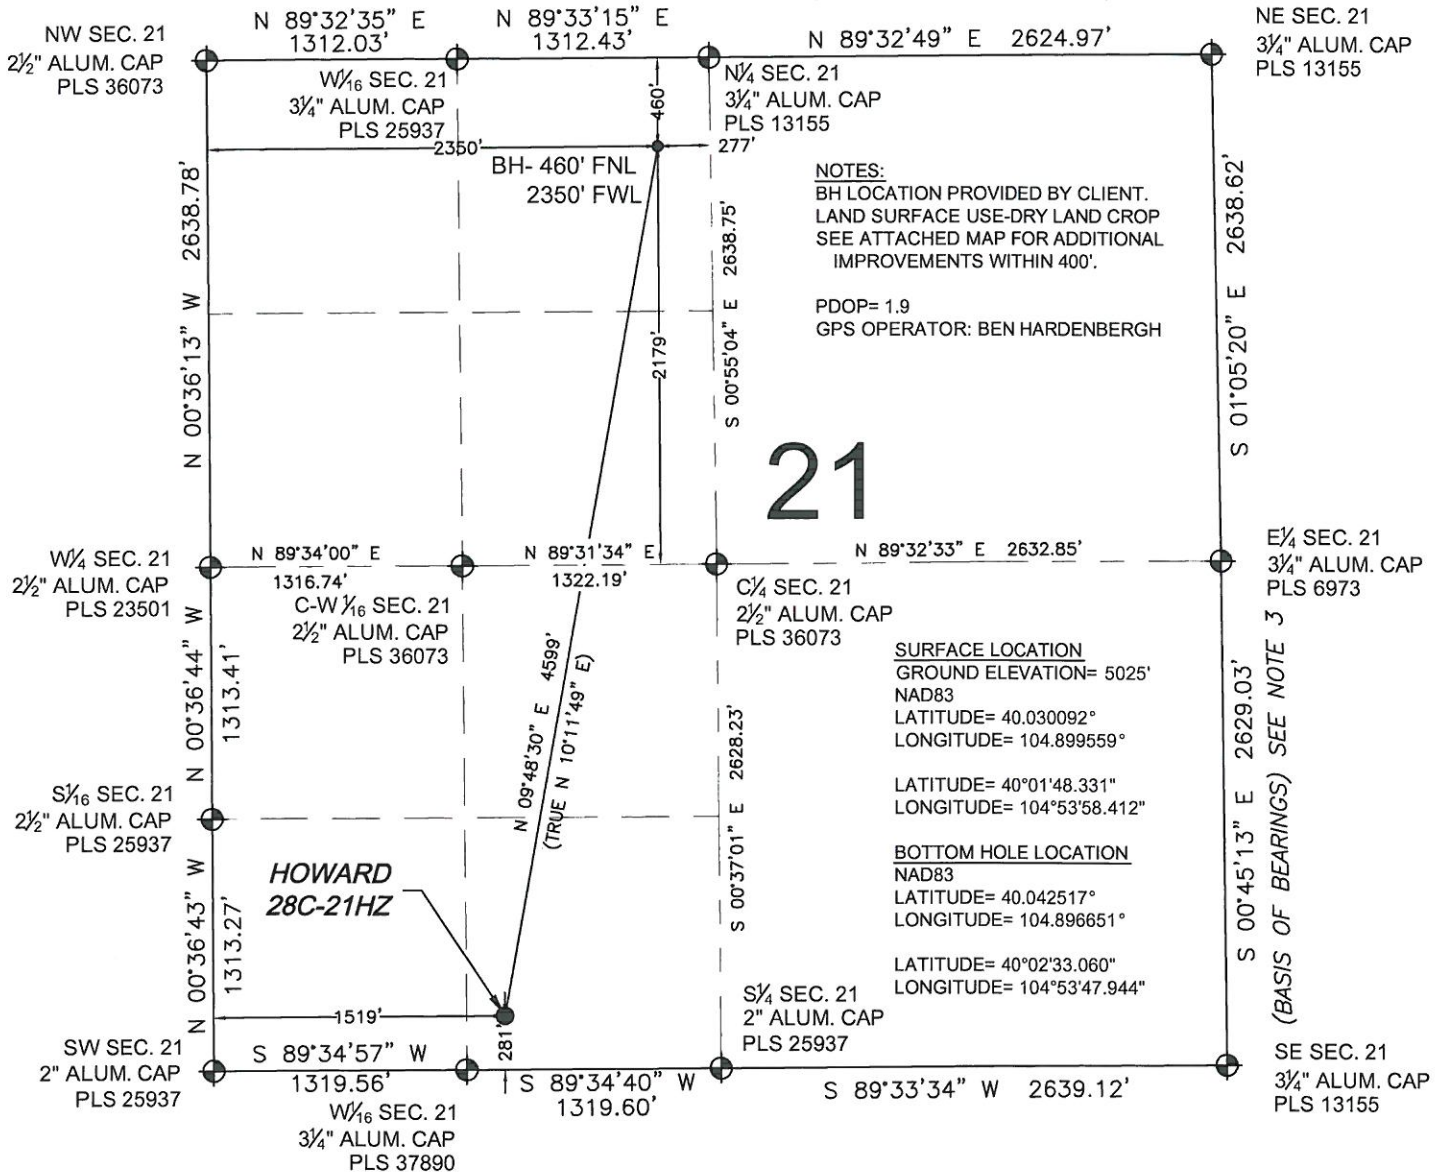 N 89°32'35" E
1312.03'
N 89°33'15" E
1312.43'
N 89°32'49" E 2624.97'
NW SEC. 21
2½" ALUM. CAP
PLS 36073
W⅟16 SEC. 21
3¼" ALUM. CAP
PLS 25937
N¼ SEC. 21
3¼" ALUM. CAP
PLS 13155
NE SEC. 21
3¼" ALUM. CAP
PLS 13155
460'
2350'
277'
BH- 460' FNL
2350' FWL
NOTES:
BH LOCATION PROVIDED BY CLIENT.
LAND SURFACE USE-DRY LAND CROP
SEE ATTACHED MAP FOR ADDITIONAL
IMPROVEMENTS WITHIN 400'.
PDOP= 1.9
GPS OPERATOR: BEN HARDENBERGH
N 00°36'13" W 2638.78'
2179'
S 00°55'04" E 2638.75'
S 01°05'20" E 2638.62'
21
W¼ SEC. 21
2½" ALUM. CAP
PLS 23501
N 89°34'00" E
1316.74'
N 89°31'34" E
1322.19'
N 89°32'33" E 2632.85'
C-W ⅟16 SEC. 21
2½" ALUM. CAP
PLS 36073
C¼ SEC. 21
2½" ALUM. CAP
PLS 36073
E¼ SEC. 21
3¼" ALUM. CAP
PLS 6973
N 00°36'44" W
1313.41'
N 09°48'30" E 4599'
(TRUE N 10°11'49" E)
S 00°37'01" E 2628.23'
SURFACE LOCATION
GROUND ELEVATION= 5025'
NAD83
LATITUDE= 40.030092°
LONGITUDE= 104.899559°
LATITUDE= 40°01'48.331"
LONGITUDE= 104°53'58.412"
BOTTOM HOLE LOCATION
NAD83
LATITUDE= 40.042517°
LONGITUDE= 104.896651°
LATITUDE= 40°02'33.060"
LONGITUDE= 104°53'47.944"
S 00°45'13" E 2629.03'
(BASIS OF BEARINGS) SEE NOTE 3
S⅟16 SEC. 21
2½" ALUM. CAP
PLS 25937
HOWARD
28C-21HZ
N 00°36'43" W
1313.27'
1519'
281'
SW SEC. 21
2" ALUM. CAP
PLS 25937
S 89°34'57" W
1319.56'
W⅟16 SEC. 21
3¼" ALUM. CAP
PLS 37890
S 89°34'40" W
1319.60'
S¼ SEC. 21
2" ALUM. CAP
PLS 25937
S 89°33'34" W 2639.12'
SE SEC. 21
3¼" ALUM. CAP
PLS 13155